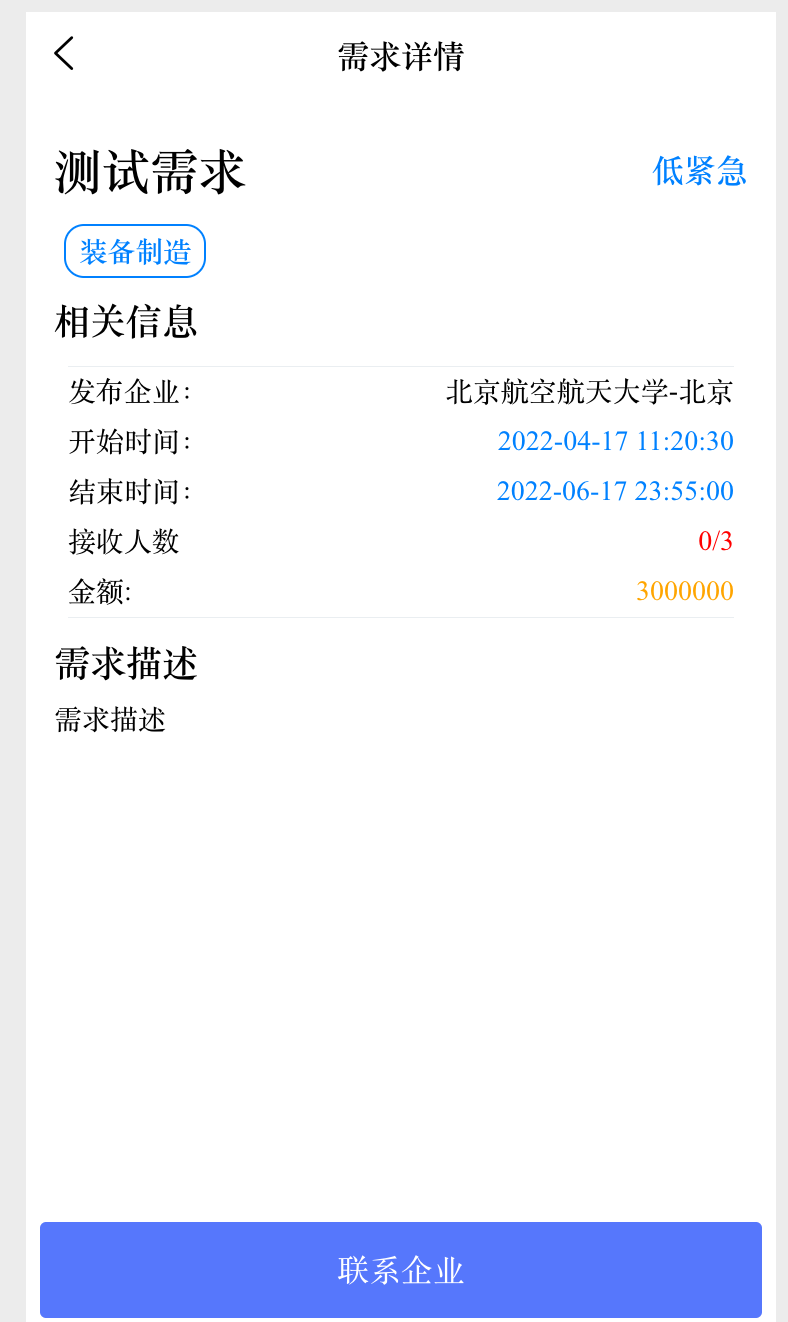 需求详情
测试需求 低紧急
装备制造
相关信息
发布企业： 北京航空航天大学-北京
开始时间： 2022-04-17 11:20:30
结束时间： 2022-06-17 23:55:00
接收人数 0/3
金额: 3000000
需求描述
需求描述
联系企业